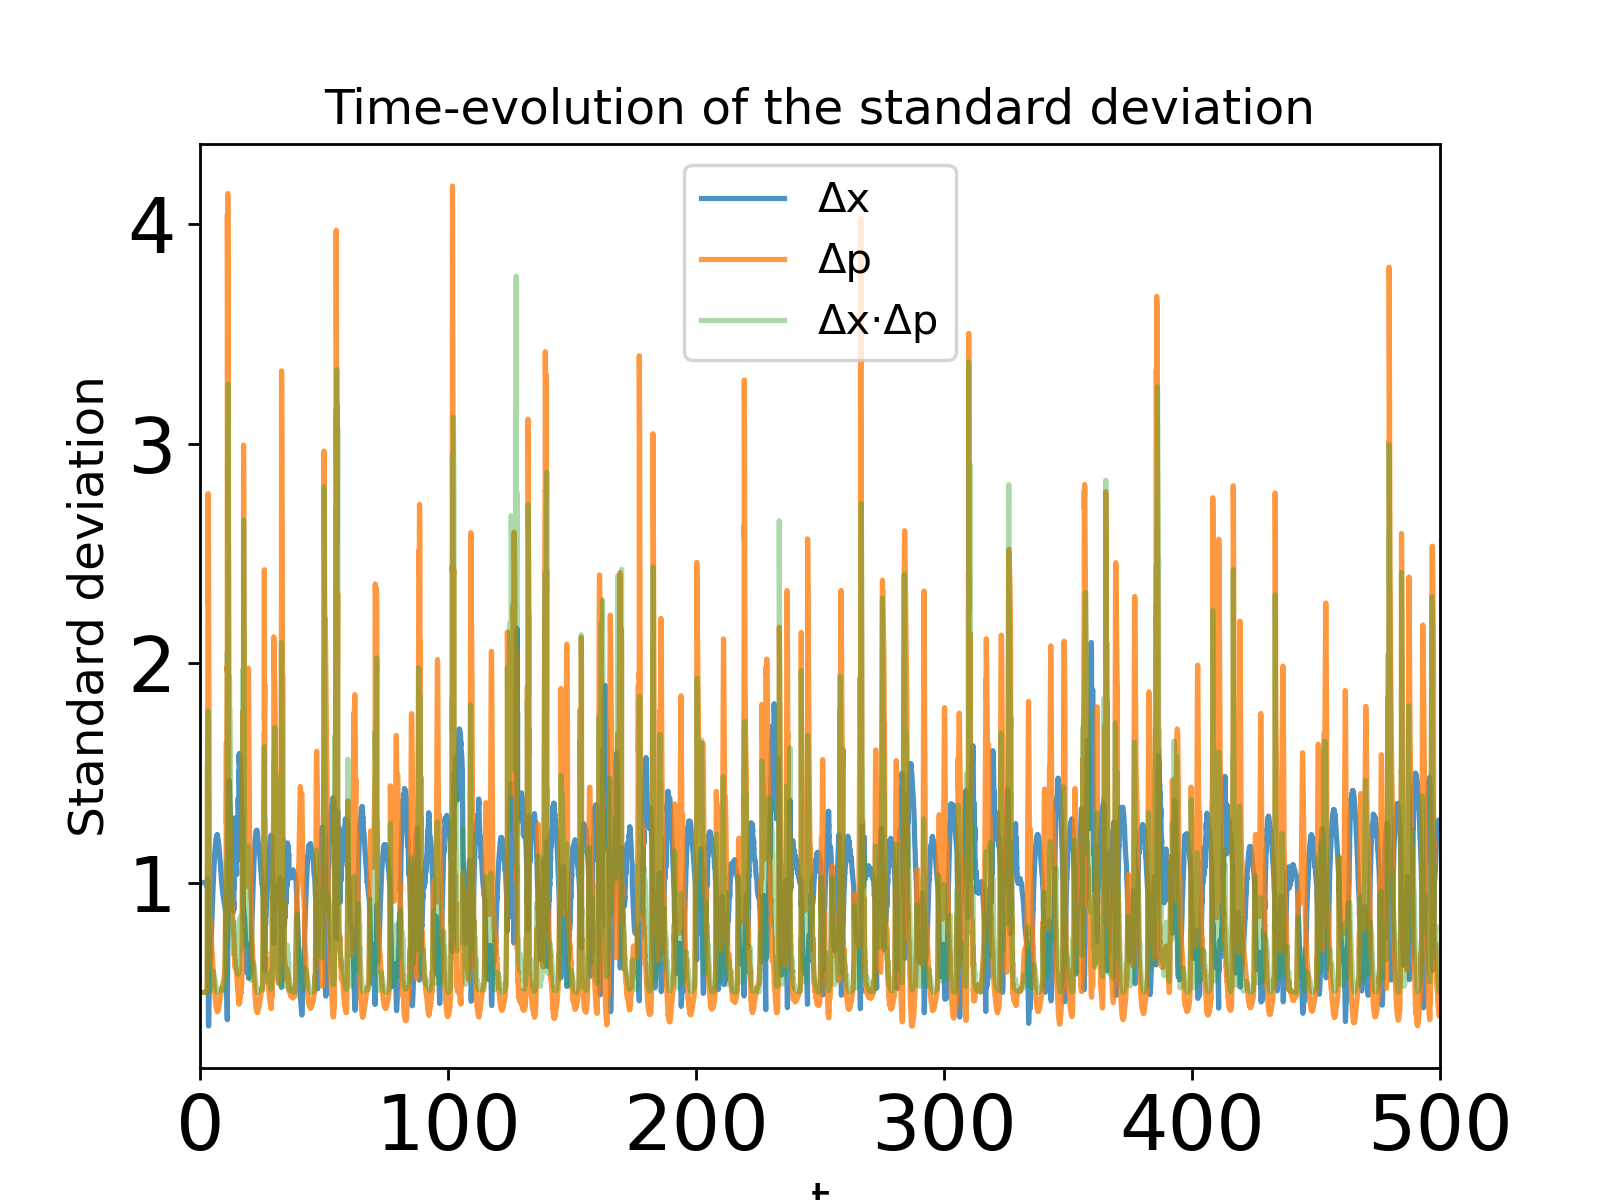 Time-evolution of the standard deviation
Δx
Δp
Δx·Δp
Standard deviation
4
3
2
1
0 100 200 300 400 500
t